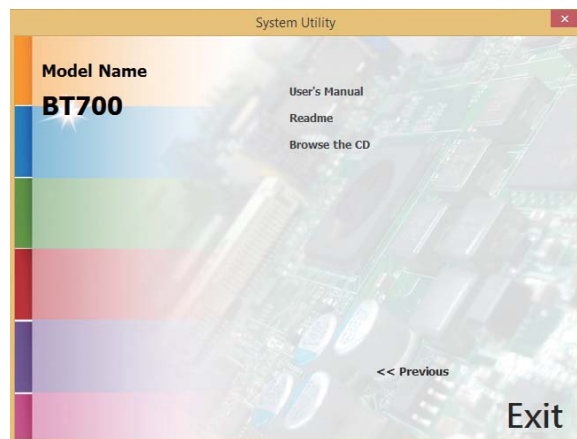 System Utility
Model Name
BT700
User's Manual
Readme
Browse the CD
<< Previous
Exit